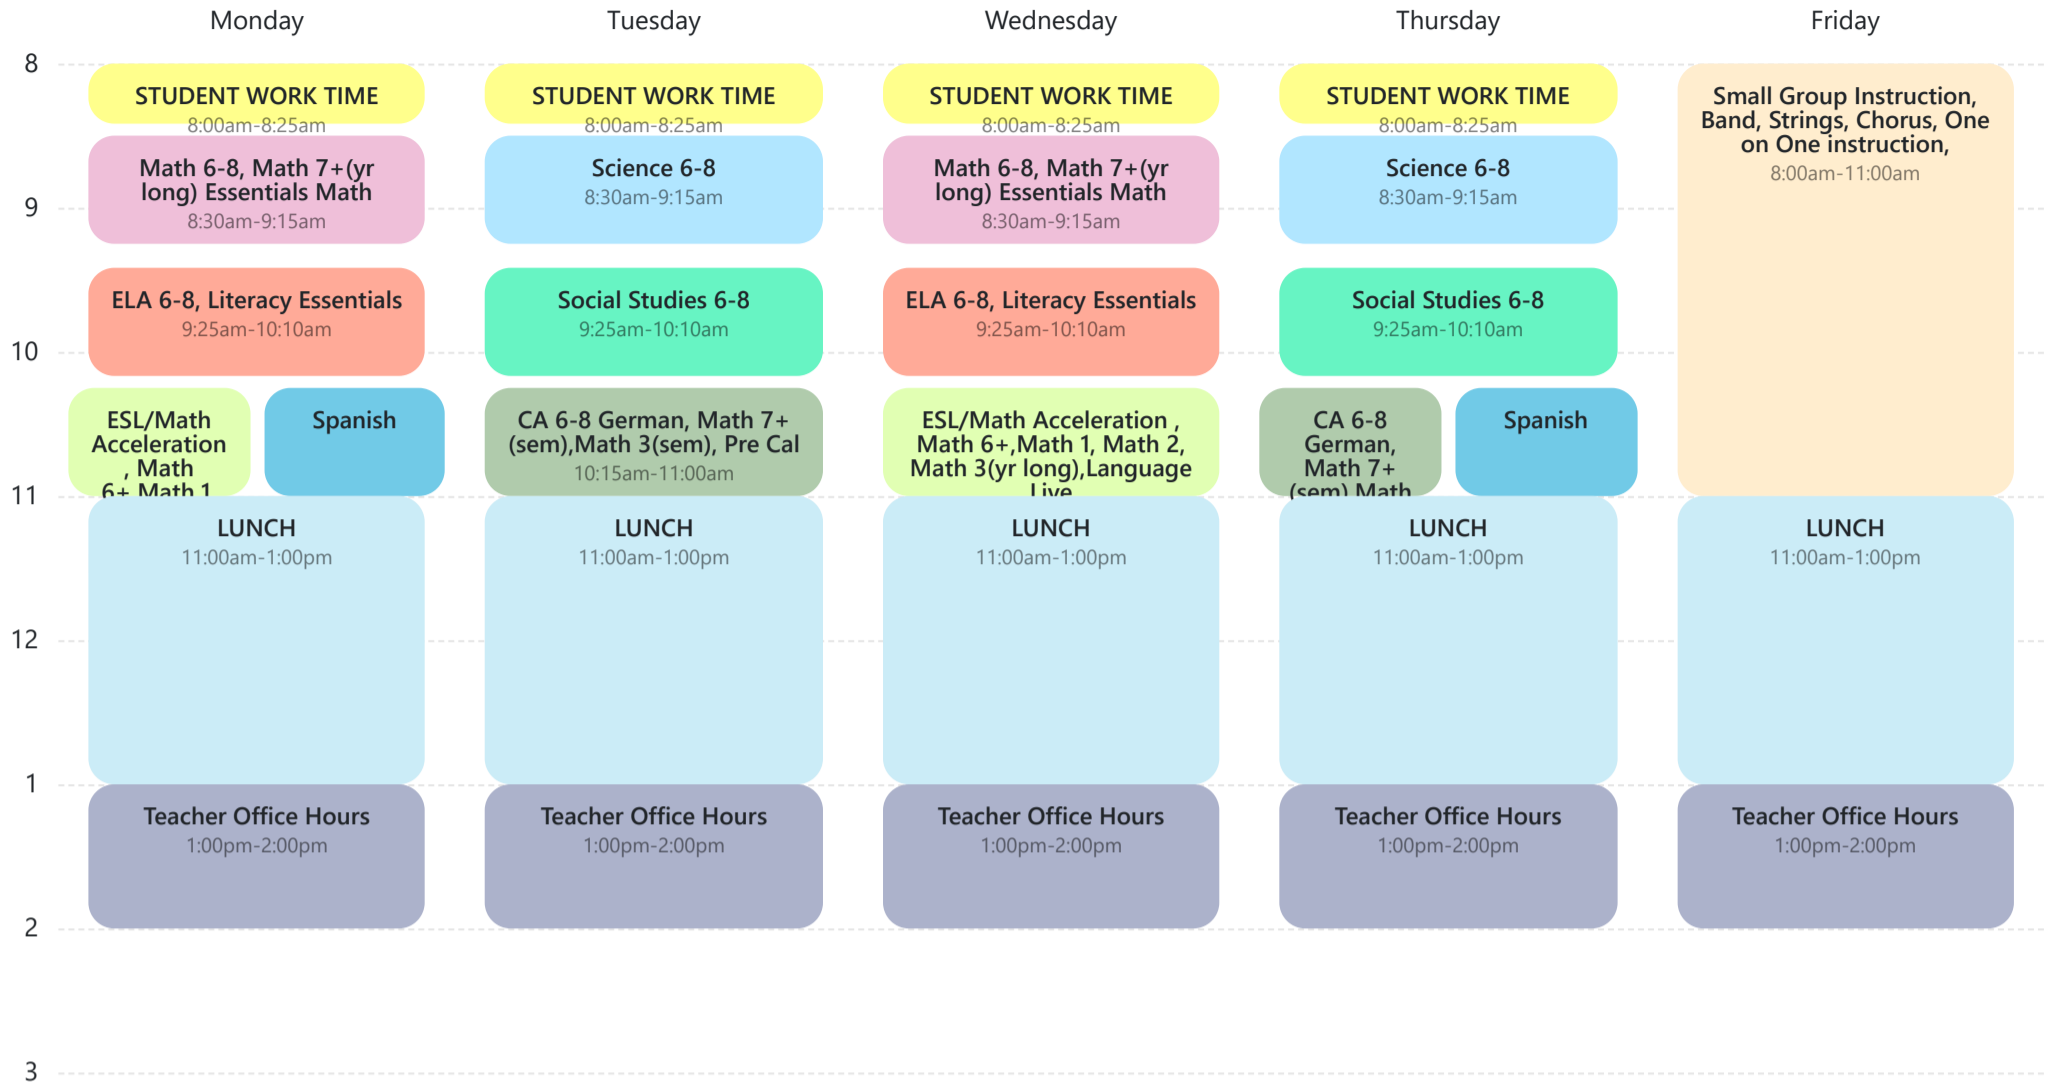 Monday
Tuesday
Wednesday
Thursday
Friday
8
STUDENT WORK TIME
8:00am-8:25am
STUDENT WORK TIME
8:00am-8:25am
STUDENT WORK TIME
8:00am-8:25am
STUDENT WORK TIME
8:00am-8:25am
Small Group Instruction,
Band, Strings, Chorus, One
on One instruction,
8:00am-11:00am
Math 6-8, Math 7+(yr
long) Essentials Math
8:30am-9:15am
Science 6-8
8:30am-9:15am
Math 6-8, Math 7+(yr
long) Essentials Math
8:30am-9:15am
Science 6-8
8:30am-9:15am
9
ELA 6-8, Literacy Essentials
9:25am-10:10am
Social Studies 6-8
9:25am-10:10am
ELA 6-8, Literacy Essentials
9:25am-10:10am
Social Studies 6-8
9:25am-10:10am
10
ESL/Math
Acceleration
, Math
6+ Math 1
Spanish
CA 6-8 German, Math 7+
(sem),Math 3(sem), Pre Cal
10:15am-11:00am
ESL/Math Acceleration ,
Math 6+,Math 1, Math 2,
Math 3(yr long),Language
Live
CA 6-8
German,
Math 7+
(sem) Math
Spanish
11
LUNCH
11:00am-1:00pm
LUNCH
11:00am-1:00pm
LUNCH
11:00am-1:00pm
LUNCH
11:00am-1:00pm
LUNCH
11:00am-1:00pm
12
1
Teacher Office Hours
1:00pm-2:00pm
Teacher Office Hours
1:00pm-2:00pm
Teacher Office Hours
1:00pm-2:00pm
Teacher Office Hours
1:00pm-2:00pm
Teacher Office Hours
1:00pm-2:00pm
2
3